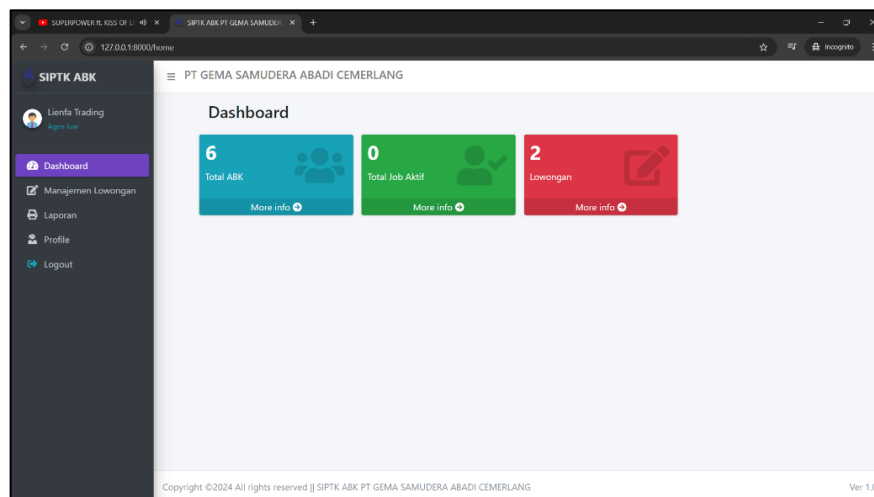 SUPERPOWER ft. KISS OF LI
SIPTK ABK PT GEMA SAMUDER
127.0.0.1:8000/home
Incognito
SIPTK ABK
PT GEMA SAMUDERA ABADI CEMERLANG
Lienfa Trading
Agen luar
Dashboard
Manajemen Lowongan
Laporan
Profile
Logout
Dashboard
6
Total ABK
More info
0
Total Job Aktif
More info
2
Lowongan
More info
Copyright ©2024 All rights reserved || SIPTK ABK PT GEMA SAMUDERA ABADI CEMERLANG
Ver 1.0